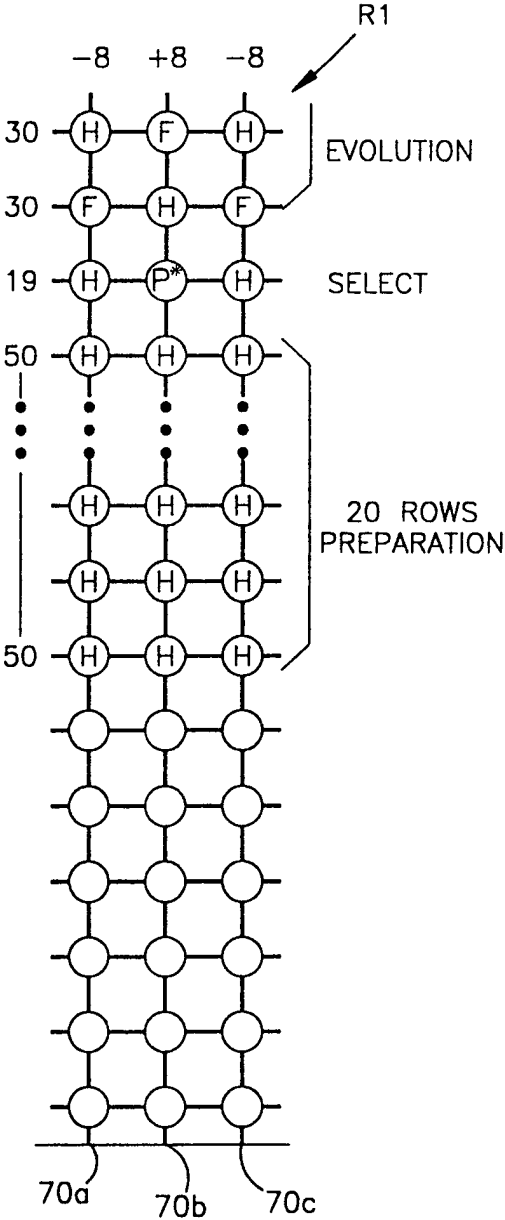 R1
-8 +8 -8
30 H F H
EVOLUTION
30 F H F
19 H P* H SELECT
50 H H H
H H H
20 ROWS
PREPARATION
H H H
50 H H H
70a 70b 70c